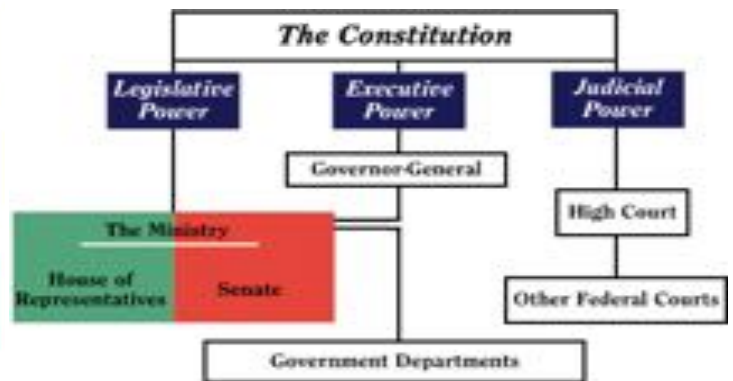 The Constitution
Legislative
Power
Executive
Power
Judicial
Power
Governor-General
The Ministry
House of
Representatives
Senate
High Court
Other Federal Courts
Government Departments